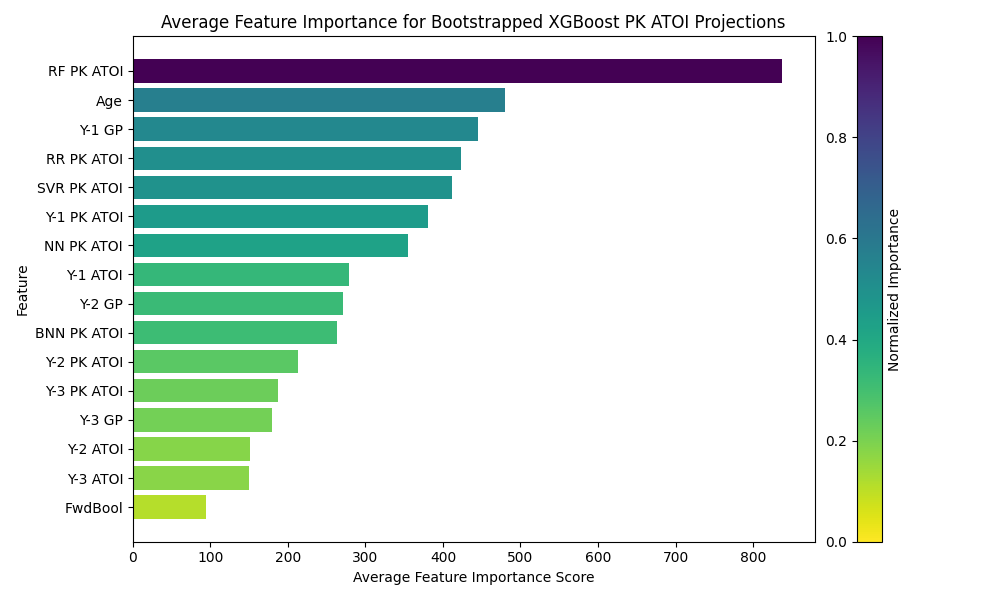 Average Feature Importance for Bootstrapped XGBoost PK ATOI Projections
Feature
RF PK ATOI
Age
Y-1 GP
RR PK ATOI
SVR PK ATOI
Y-1 PK ATOI
NN PK ATOI
Y-1 ATOI
Y-2 GP
BNN PK ATOI
Y-2 PK ATOI
Y-3 PK ATOI
Y-3 GP
Y-2 ATOI
Y-3 ATOI
FwdBool
0 100 200 300 400 500 600 700 800
Average Feature Importance Score
1.0
0.8
0.6
0.4
0.2
0.0
Normalized Importance